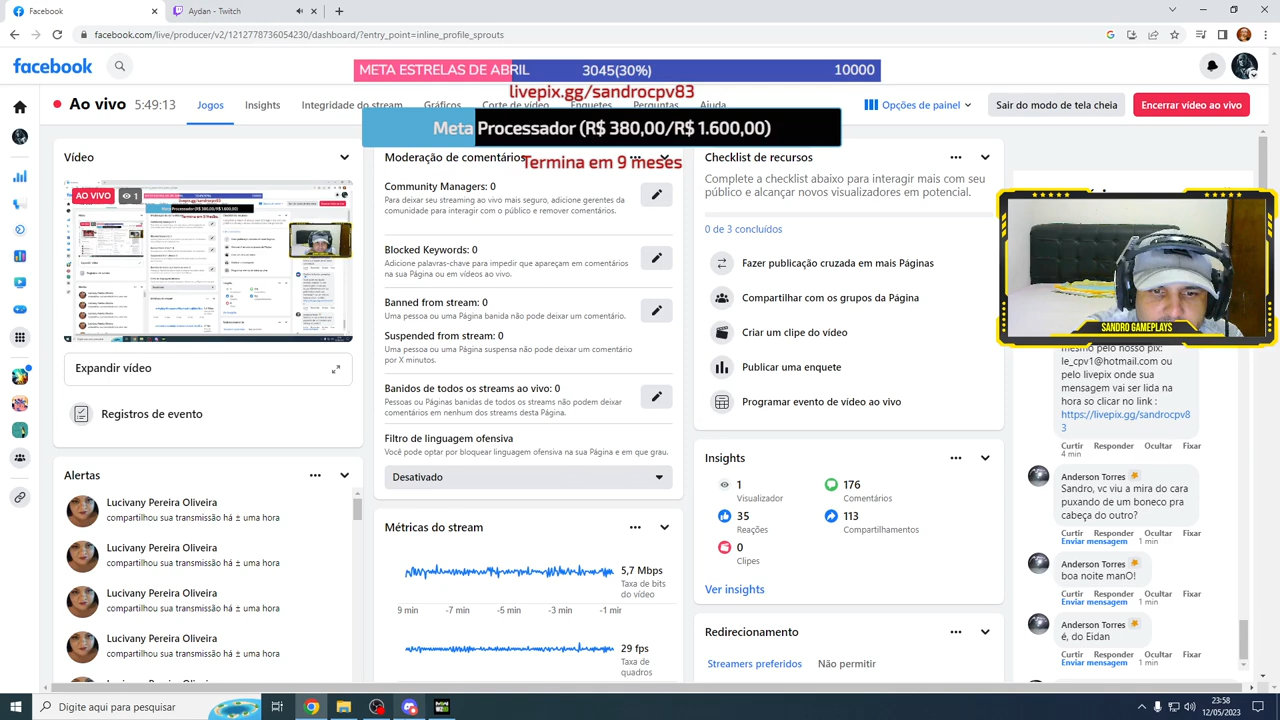 Facebook
Aydan - Twitch
facebook.com/live/producer/v2/1212778736054230/dashboard/?entry_point=inline_profile_sprouts
facebook
META ESTRELAS DE ABRIL
3045(30%)
10000
livepix.gg/sandrocpv83
Ao vivo
5:49:13
Jogos
Insights
Integridade do stream
Gráficos
Corte de vídeo
Enquetes
Perguntas
Ajuda
Opções de painel
Sair do modo de tela cheia
Encerrar vídeo ao vivo
Meta Processador (R$ 380,00/R$ 1.600,00)
Termina em 9 meses
Vídeo
AO VIVO
1
Expandir vídeo
Registros de evento
Alertas
Lucivany Pereira Oliveira
compartilhou sua transmissão há ± uma hora
Lucivany Pereira Oliveira
compartilhou sua transmissão há ± uma hora
Lucivany Pereira Oliveira
compartilhou sua transmissão há ± uma hora
Lucivany Pereira Oliveira
compartilhou sua transmissão há ± uma hora
Moderação de comentários
Community Managers: 0
Para deixar seu streaming ao vivo mais seguro, adicione gerentes da
comunidade para interagir com o público e remover comentários.
Blocked Keywords: 0
Adicione palavras-chave para impedir que apareçam em comentários
na sua Página ou em vídeos ao vivo.
Banned from stream: 0
Uma pessoa ou uma Página banida não pode deixar um comentário.
Suspended from stream: 0
Uma pessoa ou uma Página suspensa não pode deixar um comentário
por X minutos.
Banidos de todos os streams ao vivo: 0
Pessoas ou Páginas banidas de todos os streams não podem deixar
comentários em nenhum dos streams desta Página.
Filtro de linguagem ofensiva
Você pode optar por bloquear linguagem ofensiva na sua Página e em que grau.
Desativado
Métricas do stream
5,7 Mbps
Taxa de bits
do vídeo
9 min
-7 min
-5 min
-3 min
-1 min
29 fps
Taxa de
quadros
Checklist de recursos
Complete a checklist abaixo para interagir mais com seu
público e alcançar novos visualizadores em potencial.
0 de 3 concluídos
Fazer publicação cruzada em mais Páginas
Compartilhar com os grupos da Página
Criar um clipe do vídeo
Publicar uma enquete
Programar evento de vídeo ao vivo
Insights
1
Visualizador
176
Comentários
35
Reações
113
Compartilhamentos
0
Clipes
Ver insights
Redirecionamento
Streamers preferidos
Não permitir
SANDRO GAMEPLAYS
mesmo pelo nosso pix:
le_cpv1@hotmail.com ou
pelo livepix onde sua
mensagem vai ser lida na
hora so clicar no link :
https://livepix.gg/sandrocpv8
3
Curtir Responder Ocultar Fixar
4 min
Anderson Torres
Sandro, vc viu a mira do cara
puxando de um boneco pra
cabeça do outro?
Curtir Responder Ocultar Fixar
Enviar mensagem 1 min
Anderson Torres
boa noite manO!
Curtir Responder Ocultar Fixar
Enviar mensagem 1 min
Anderson Torres
é, do Eidan
Curtir Responder Ocultar Fixar
Enviar mensagem 1 min
Digite aqui para pesquisar
23:58
12/05/2023